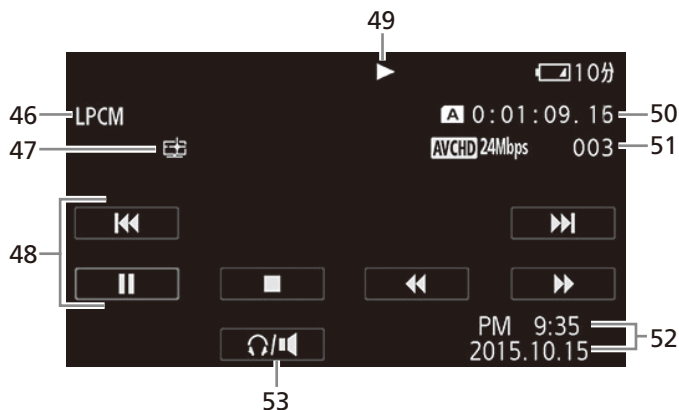 49
10分
46 LPCM A 0:01:09.16 50
47 AVCHD 24Mbps 003 51
48
PM 9:35
2015.10.15 52
53